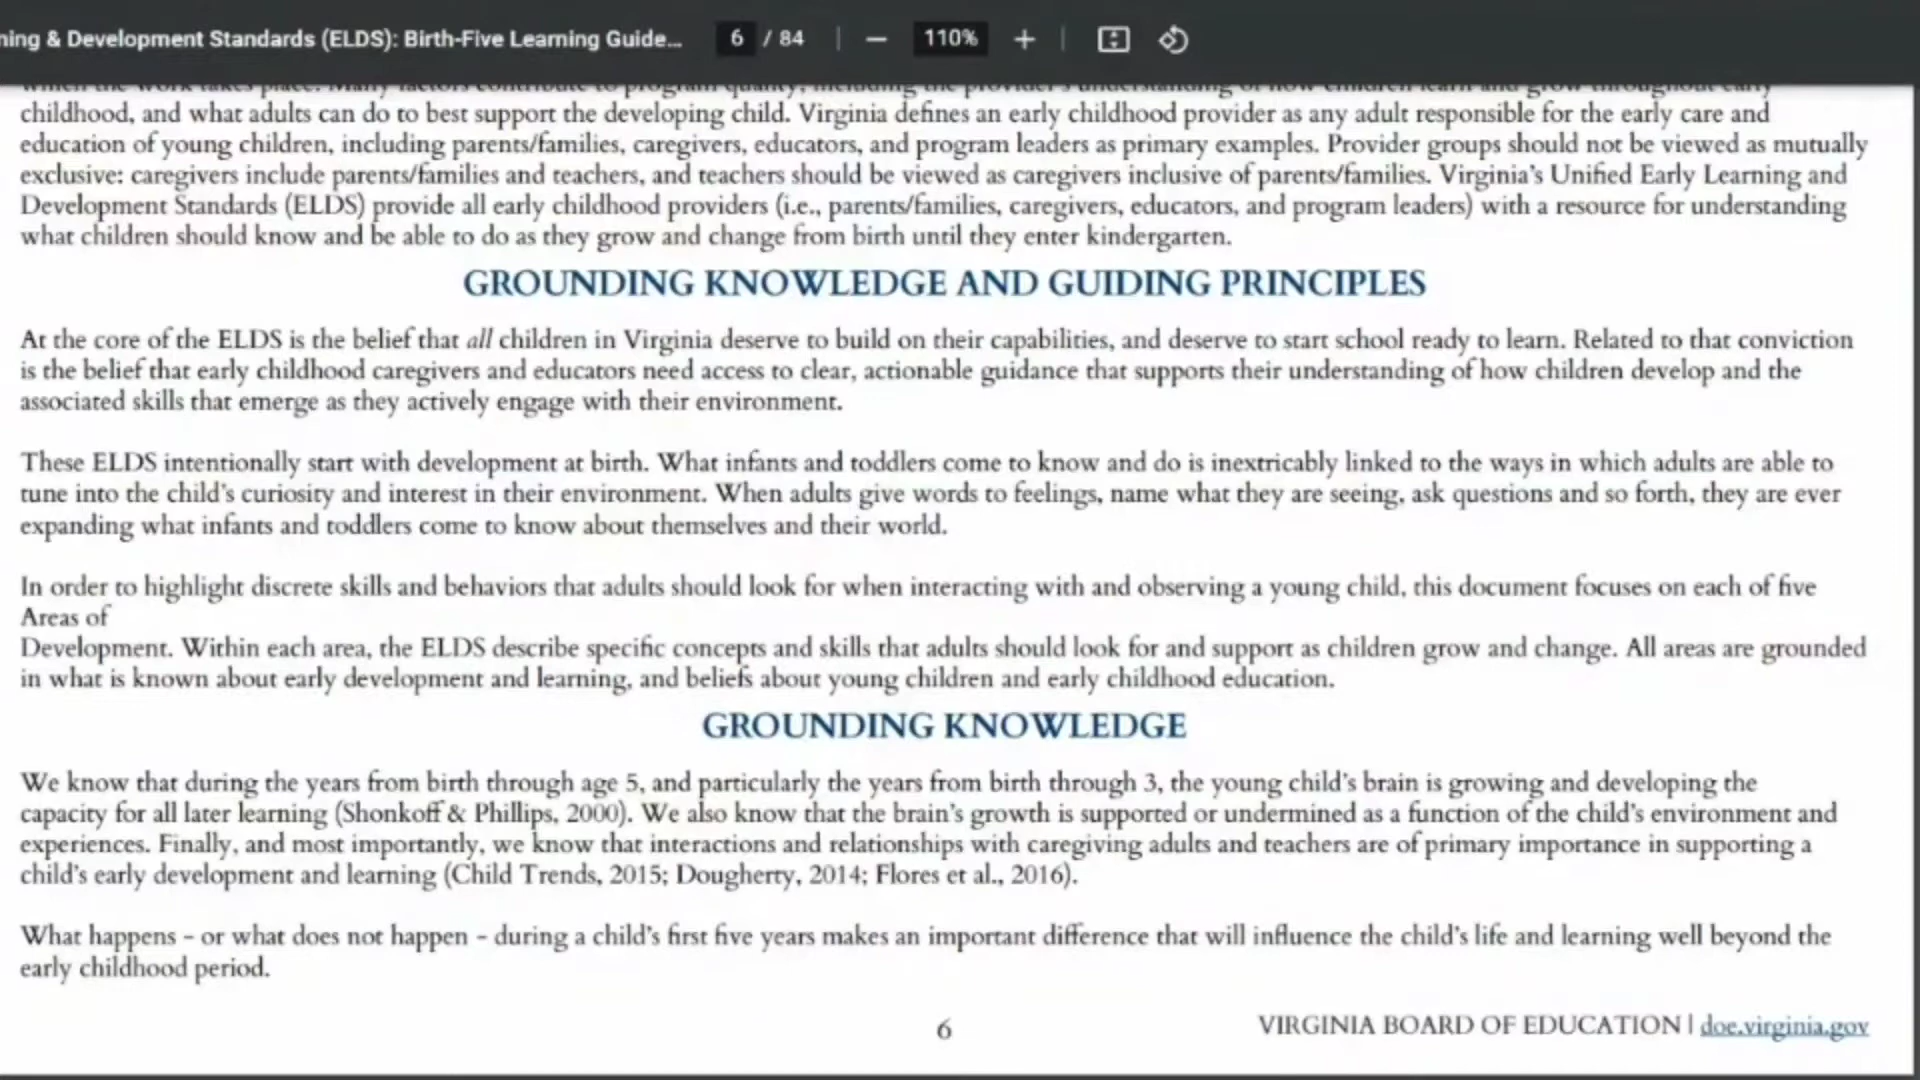 ning & Development Standards (ELDS): Birth-Five Learning Guide...
6 / 84
110%
which the work takes place. Many factors contribute to program quality, including the provider's understanding of how children learn and grow throughout early
childhood, and what adults can do to best support the developing child. Virginia defines an early childhood provider as any adult responsible for the early care and
education of young children, including parents/families, caregivers, educators, and program leaders as primary examples. Provider groups should not be viewed as mutually
exclusive: caregivers include parents/families and teachers, and teachers should be viewed as caregivers inclusive of parents/families. Virginia's Unified Early Learning and
Development Standards (ELDS) provide all early childhood providers (i.e., parents/families, caregivers, educators, and program leaders) with a resource for understanding
what children should know and be able to do as they grow and change from birth until they enter kindergarten.
GROUNDING KNOWLEDGE AND GUIDING PRINCIPLES
At the core of the ELDS is the belief that all children in Virginia deserve to build on their capabilities, and deserve to start school ready to learn. Related to that conviction
is the belief that early childhood caregivers and educators need access to clear, actionable guidance that supports their understanding of how children develop and the
associated skills that emerge as they actively engage with their environment.
These ELDS intentionally start with development at birth. What infants and toddlers come to know and do is inextricably linked to the ways in which adults are able to
tune into the child's curiosity and interest in their environment. When adults give words to feelings, name what they are seeing, ask questions and so forth, they are ever
expanding what infants and toddlers come to know about themselves and their world.
In order to highlight discrete skills and behaviors that adults should look for when interacting with and observing a young child, this document focuses on each of five
Areas of
Development. Within each area, the ELDS describe specific concepts and skills that adults should look for and support as children grow and change. All areas are grounded
in what is known about early development and learning, and beliefs about young children and early childhood education.
GROUNDING KNOWLEDGE
We know that during the years from birth through age 5, and particularly the years from birth through 3, the young child's brain is growing and developing the
capacity for all later learning (Shonkoff & Phillips, 2000). We also know that the brain's growth is supported or undermined as a function of the child's environment and
experiences. Finally, and most importantly, we know that interactions and relationships with caregiving adults and teachers are of primary importance in supporting a
child's early development and learning (Child Trends, 2015; Dougherty, 2014; Flores et al., 2016).
What happens – or what does not happen – during a child's first five years makes an important difference that will influence the child's life and learning well beyond the
early childhood period.
6
VIRGINIA BOARD OF EDUCATION | doe.virginia.gov